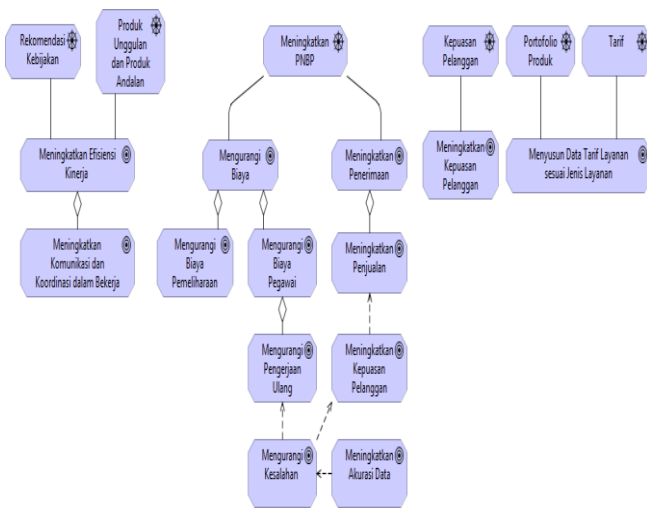 Rekomendasi
Kebijakan
Produk
Unggulan
dan Produk
Andalan
Meningkatkan
PNBP
Kepuasan
Pelanggan
Portofolio
Produk
Tarif
Meningkatkan Efisiensi
Kinerja
Mengurangi
Biaya
Meningkatkan
Penerimaan
Meningkatkan
Kepuasan
Pelanggan
Menyusun Data Tarif Layanan
sesuai Jenis Layanan
Meningkatkan
Komunikasi dan
Koordinasi dalam Bekerja
Mengurangi
Biaya
Pemeliharaan
Mengurangi
Biaya
Pegawai
Meningkatkan
Penjualan
Mengurangi
Pengerjaan
Ulang
Meningkatkan
Kepuasan
Pelanggan
Mengurangi
Kesalahan
Meningkatkan
Akurasi Data